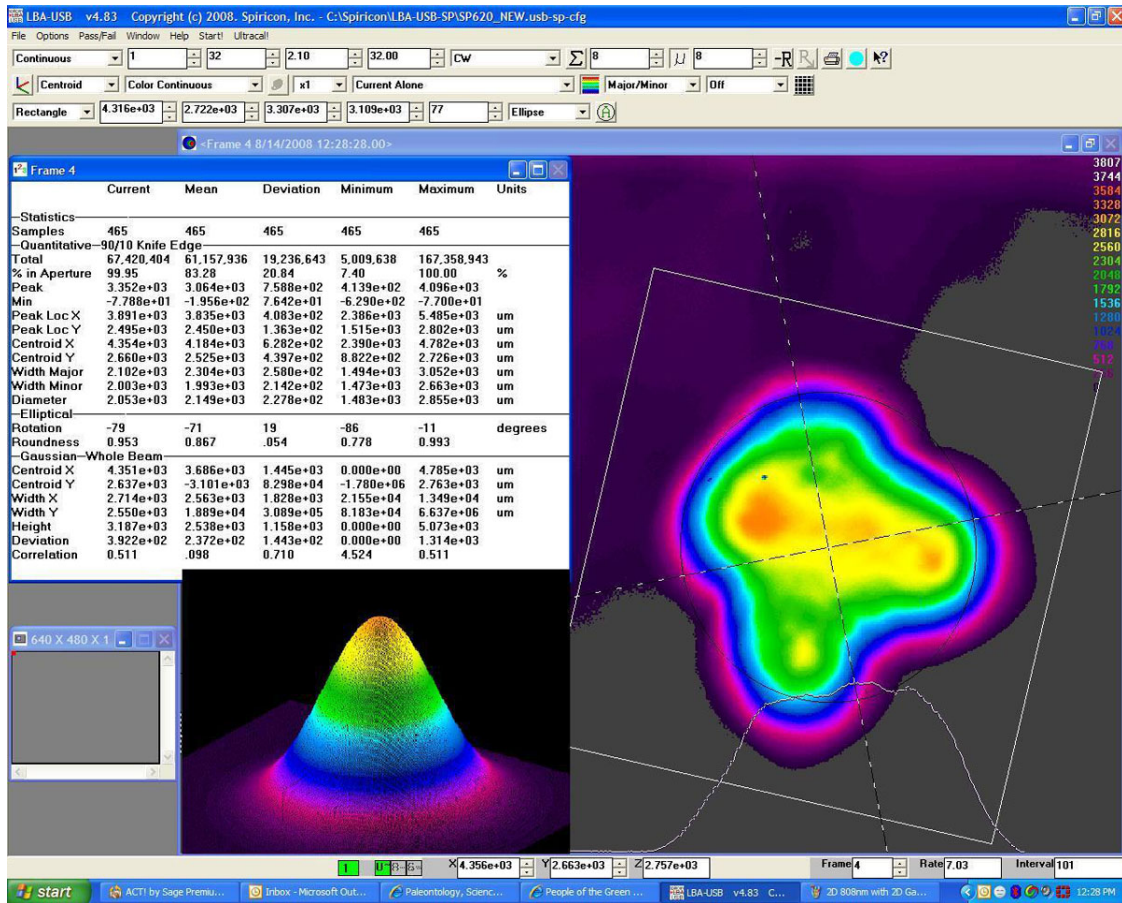 LBA-USB v4.83 Copyright (c) 2008. Spiricon, Inc. - C:\Spiricon\LBA-USB-SP\SP620_NEW.usb-sp-cfg
File Options Pass/Fail Window Help Start! Ultracal!
Continuous 1 32 2.10 32.00 CW Σ 8 μ 8 -R R
Centroid Color Continuous x1 Current Alone Major/Minor Off
Rectangle 4.316e+03 2.722e+03 3.307e+03 3.109e+03 77 Ellipse A
<Frame 4 8/14/2008 12:28:28.00>
Frame 4
Current Mean Deviation Minimum Maximum Units
Statistics
Samples 465 465 465 465 465
Quantitative-90/10 Knife Edge
Total 67,420,404 61,157,936 19,236,643 5,009,638 167,358,943
% in Aperture 99.95 83.28 20.84 7.40 100.00 %
Peak 3.352e+03 3.064e+03 7.588e+02 4.139e+02 4.096e+03
Min -7.788e+01 -1.956e+02 7.642e+01 -6.290e+02 -7.700e+01
Peak Loc X 3.891e+03 3.835e+03 4.083e+02 2.386e+03 5.485e+03 um
Peak Loc Y 2.495e+03 2.450e+03 1.363e+02 1.515e+03 2.802e+03 um
Centroid X 4.354e+03 4.184e+03 6.282e+02 2.390e+03 4.782e+03 um
Centroid Y 2.660e+03 2.525e+03 4.397e+02 8.822e+02 2.726e+03 um
Width Major 2.102e+03 2.304e+03 2.580e+02 1.494e+03 3.052e+03 um
Width Minor 2.003e+03 1.993e+03 2.142e+02 1.473e+03 2.663e+03 um
Diameter 2.053e+03 2.149e+03 2.278e+02 1.483e+03 2.855e+03 um
Elliptical
Rotation -79 -71 19 -86 -11 degrees
Roundness 0.953 0.867 .054 0.778 0.993
Gaussian-Whole Beam
Centroid X 4.351e+03 3.686e+03 1.445e+03 0.000e+00 4.785e+03 um
Centroid Y 2.637e+03 -3.101e+03 8.298e+04 -1.780e+06 2.763e+03 um
Width X 2.714e+03 2.563e+03 1.828e+03 2.155e+04 1.349e+04 um
Width Y 2.550e+03 1.889e+04 3.089e+05 8.183e+04 6.637e+06 um
Height 3.187e+03 2.538e+03 1.158e+03 0.000e+00 5.073e+03
Deviation 3.922e+02 2.372e+02 1.443e+02 0.000e+00 1.314e+03
Correlation 0.511 .098 0.710 4.524 0.511
3807
3744
3584
3328
3072
2816
2560
2304
2048
1792
1536
1280
1024
768
512
640 X 480 X 1
1
X 4.356e+03 Y 2.663e+03 Z 2.757e+03 Frame 4 Rate 7.03 Interval 101
start ACT! by Sage Premiu... Inbox - Microsoft Out... Paleontology, Scienc... People of the Green ... LBA-USB v4.83 C... 2D 808nm with 2D Ga... 12:28 PM